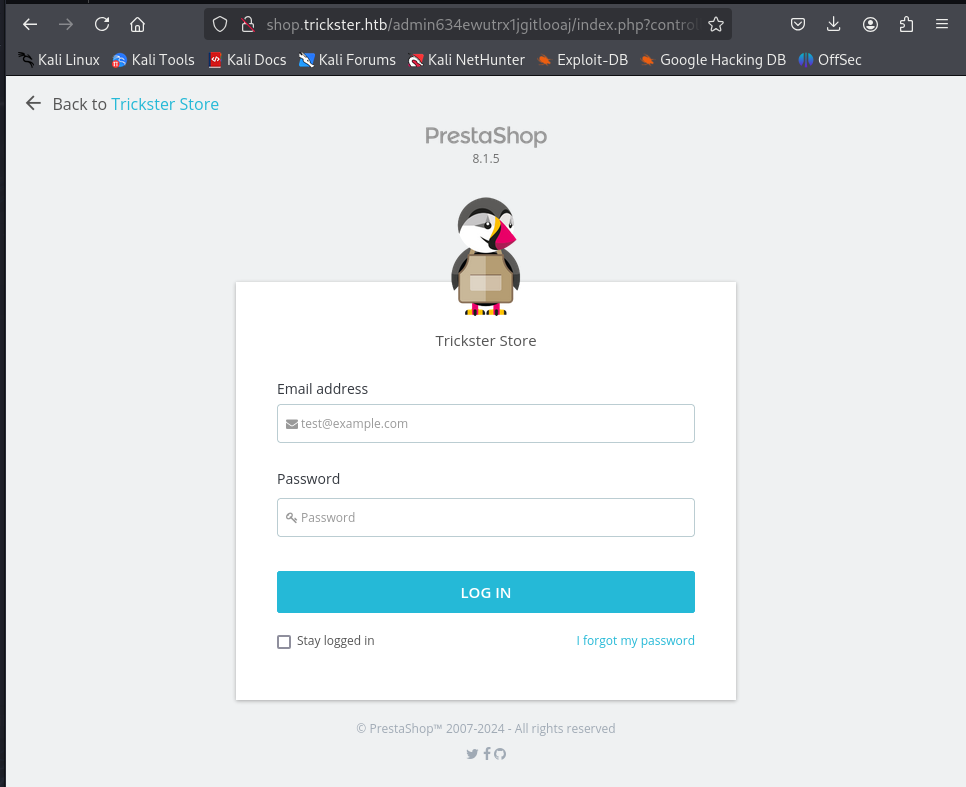 shop.trickster.htb/admin634ewutrx1jgitlooaj/index.php?control
Kali Linux Kali Tools Kali Docs Kali Forums Kali NetHunter Exploit-DB Google Hacking DB OffSec
Back to Trickster Store
PrestaShop
8.1.5
Trickster Store
Email address
test@example.com
Password
Password
LOG IN
Stay logged in I forgot my password
© PrestaShop™ 2007-2024 - All rights reserved